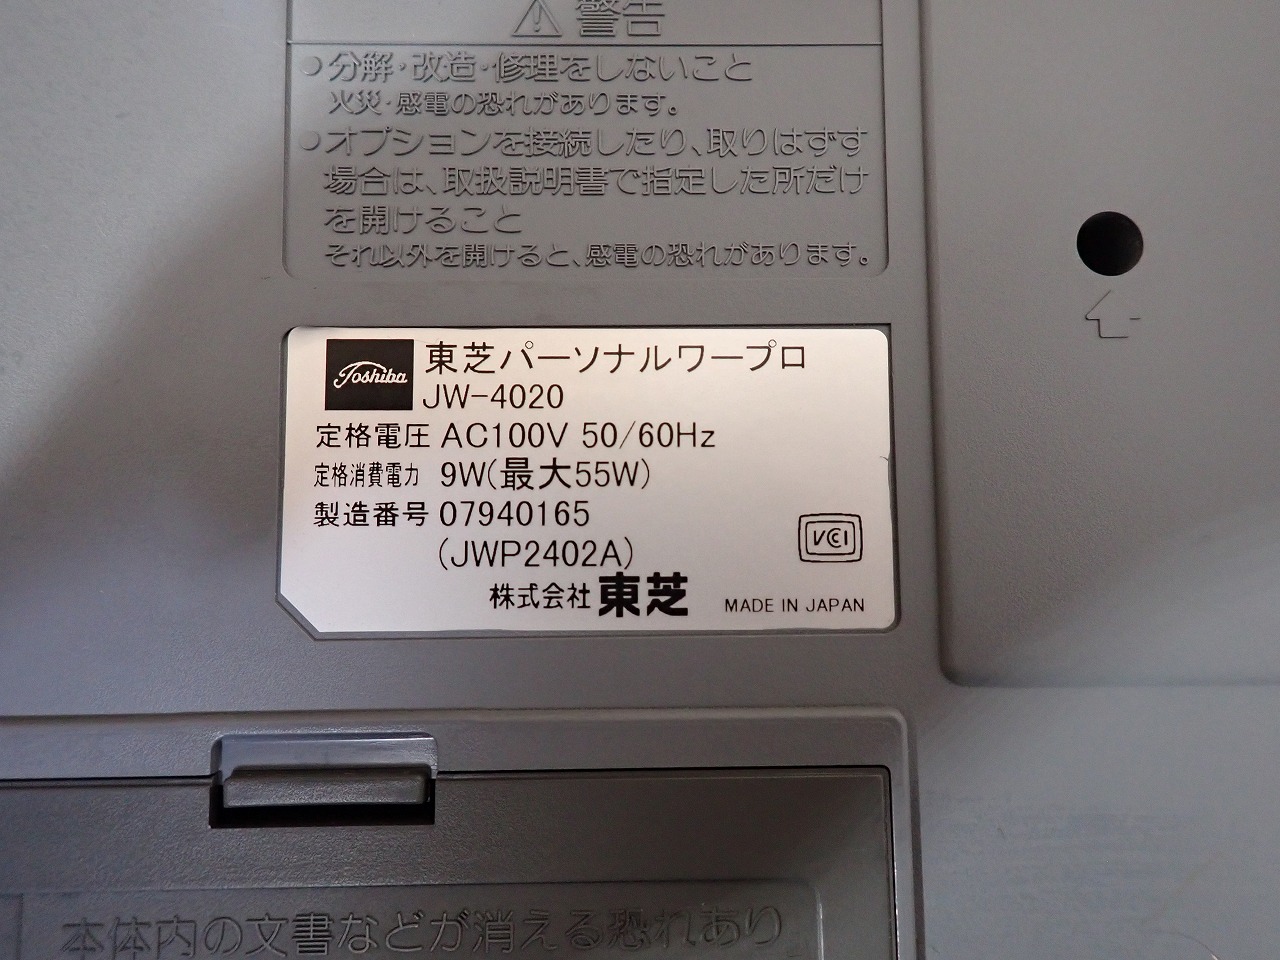 警告
●分解・改造・修理をしないこと
火災・感電の恐れがあります。
●オプションを接続したり、取りはずす
場合は、取扱説明書で指定した所だけ
を開けること
それ以外を開けると、感電の恐れがあります。
Toshiba 東芝パーソナルワープロ
JW-4020
定格電圧 AC100V 50/60Hz
定格消費電力 9W(最大55W)
製造番号 07940165
(JWP2402A)
VCCI
株式会社 東芝 MADE IN JAPAN
本体内の文書などが消える恐れあり